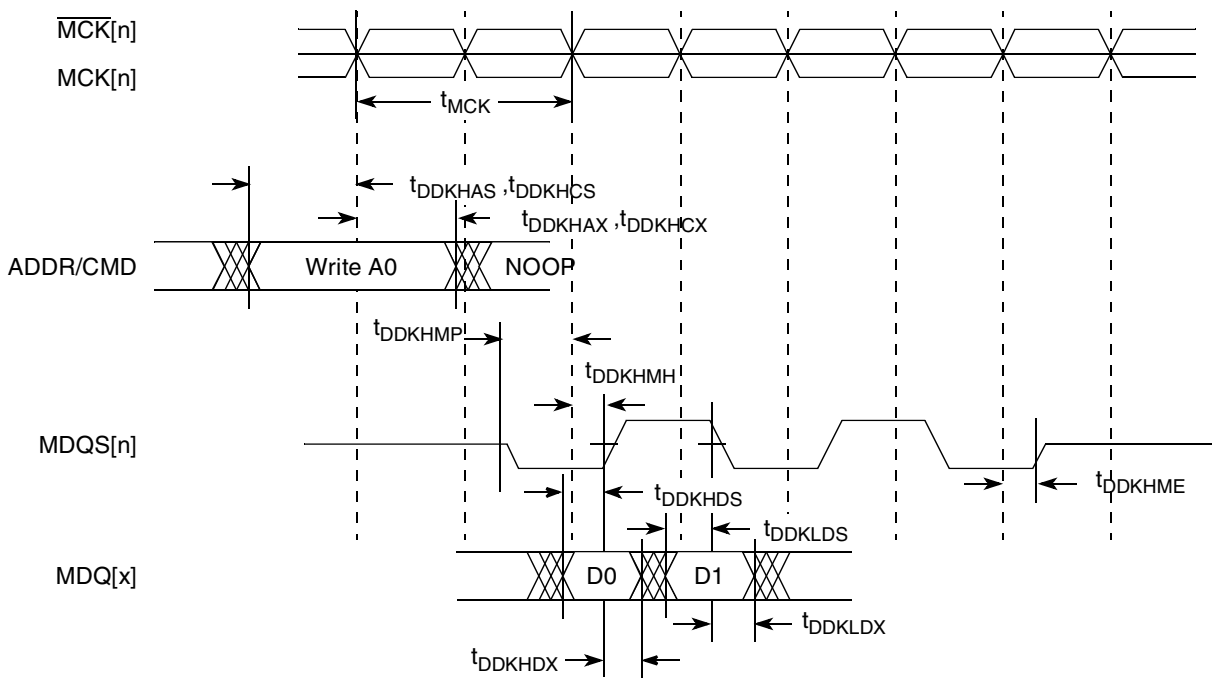 MCK[n]
MCK[n]
tMCK
tDDKHAS ,tDDKHCS
tDDKHAX ,tDDKHCX
ADDR/CMD
Write A0
NOOP
tDDKHMP
tDDKHMH
MDQS[n]
tDDKHDS
tDDKHME
tDDKLDS
MDQ[x]
D0
D1
tDDKLDX
tDDKHDX